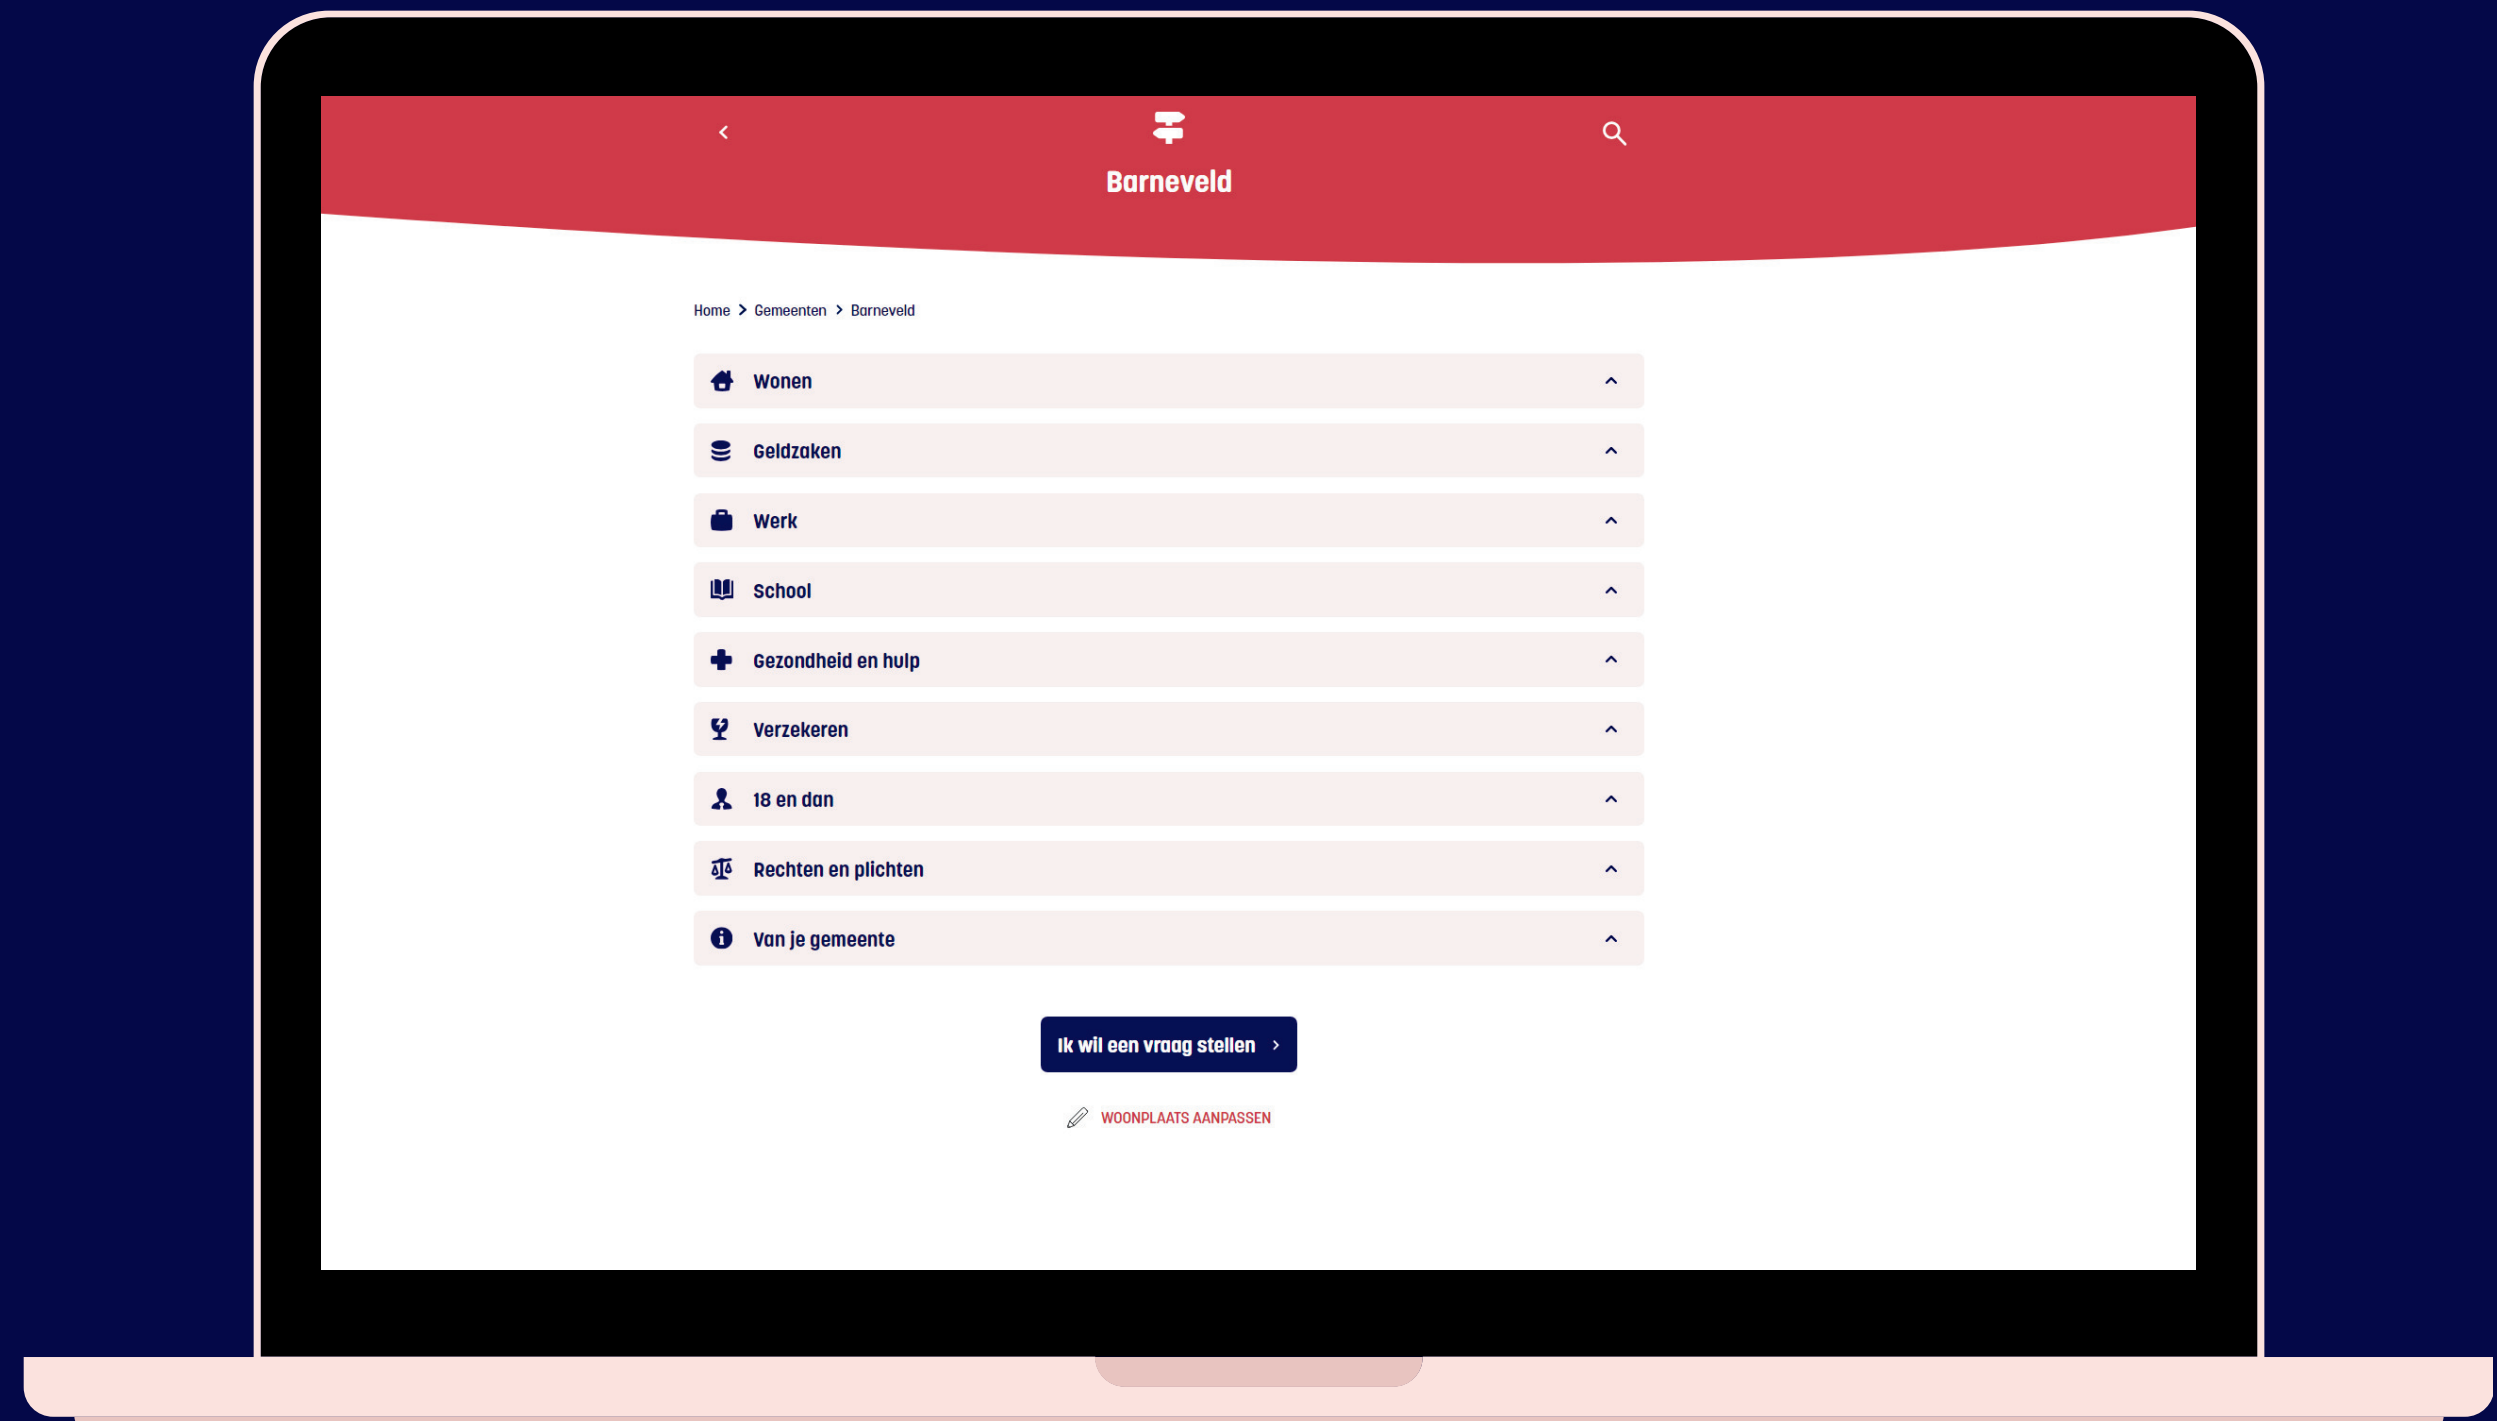 Barneveld
Home > Gemeenten > Barneveld
Wonen
Geldzaken
Werk
School
Gezondheid en hulp
Verzekeren
18 en dan
Rechten en plichten
Van je gemeente
Ik wil een vraag stellen
WOONPLAATS AANPASSEN